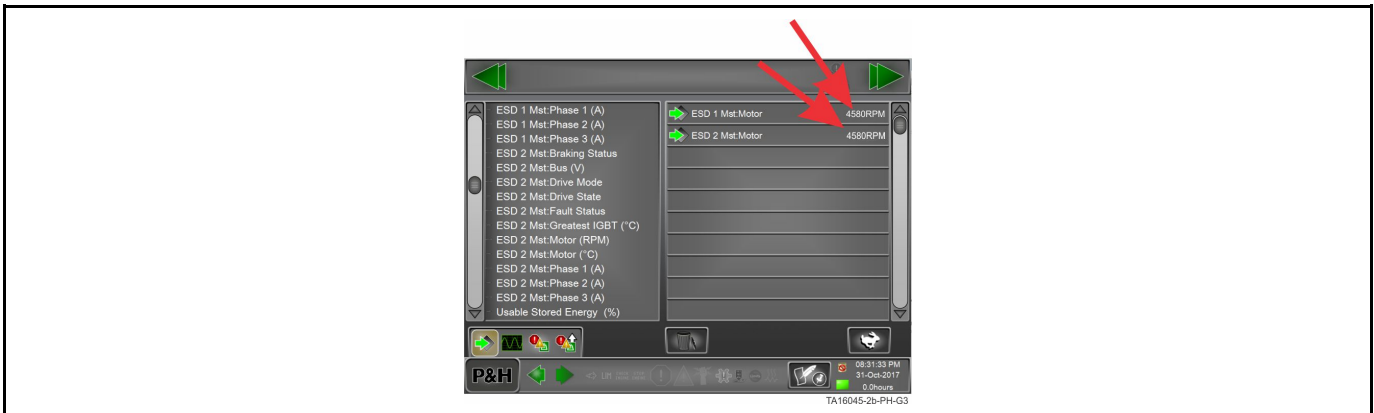 ESD 1 Mst:Phase 1 (A)
ESD 1 Mst:Phase 2 (A)
ESD 1 Mst:Phase 3 (A)
ESD 2 Mst:Braking Status
ESD 2 Mst:Bus (V)
ESD 2 Mst:Drive Mode
ESD 2 Mst:Drive State
ESD 2 Mst:Fault Status
ESD 2 Mst:Greatest IGBT (°C)
ESD 2 Mst:Motor (RPM)
ESD 2 Mst:Motor (°C)
ESD 2 Mst:Phase 1 (A)
ESD 2 Mst:Phase 2 (A)
ESD 2 Mst:Phase 3 (A)
Usable Stored Energy (%)
ESD 1 Mst:Motor 4580RPM
ESD 2 Mst:Motor 4580RPM
P&H
08:31:33 PM
31-Oct-2017
0.0hours
TA16045-2b-PH-G3